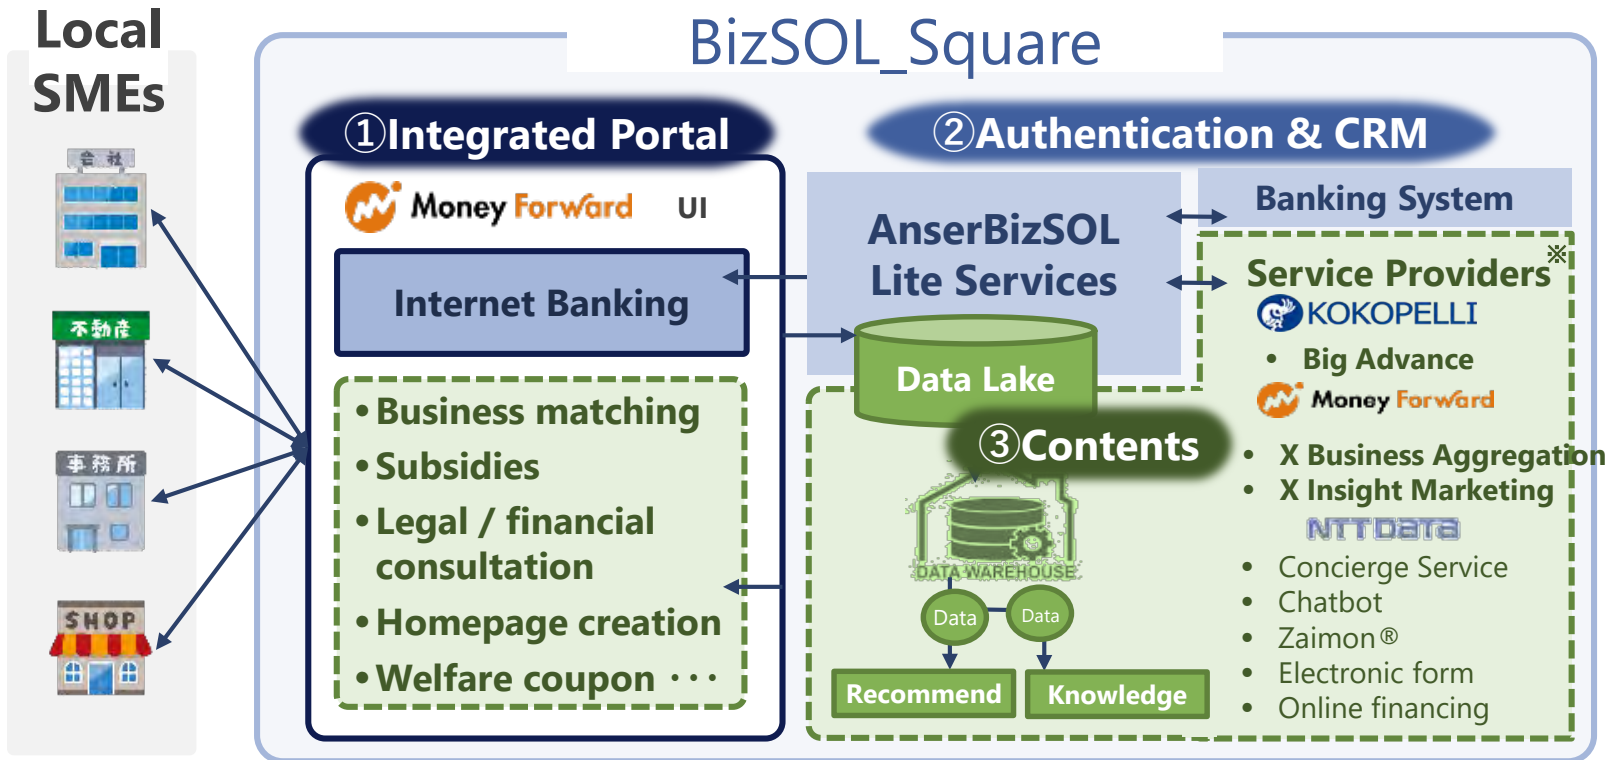 Local
SMEs
会社
不動産
事務所
SHOP
BizSOL_Square
①Integrated Portal
Money Forward UI
Internet Banking
•Business matching
•Subsidies
•Legal / financial
consultation
•Homepage creation
•Welfare coupon ･･･
②Authentication & CRM
AnserBizSOL
Lite Services
Banking System
Data Lake
③Contents
DATA WAREHOUSE
Data
Data
Recommend
Knowledge
Service Providers※
KOKOPELLI
• Big Advance
Money Forward
• X Business Aggregation
• X Insight Marketing
NTT DATA
• Concierge Service
• Chatbot
• Zaimon®
• Electronic form
• Online financing